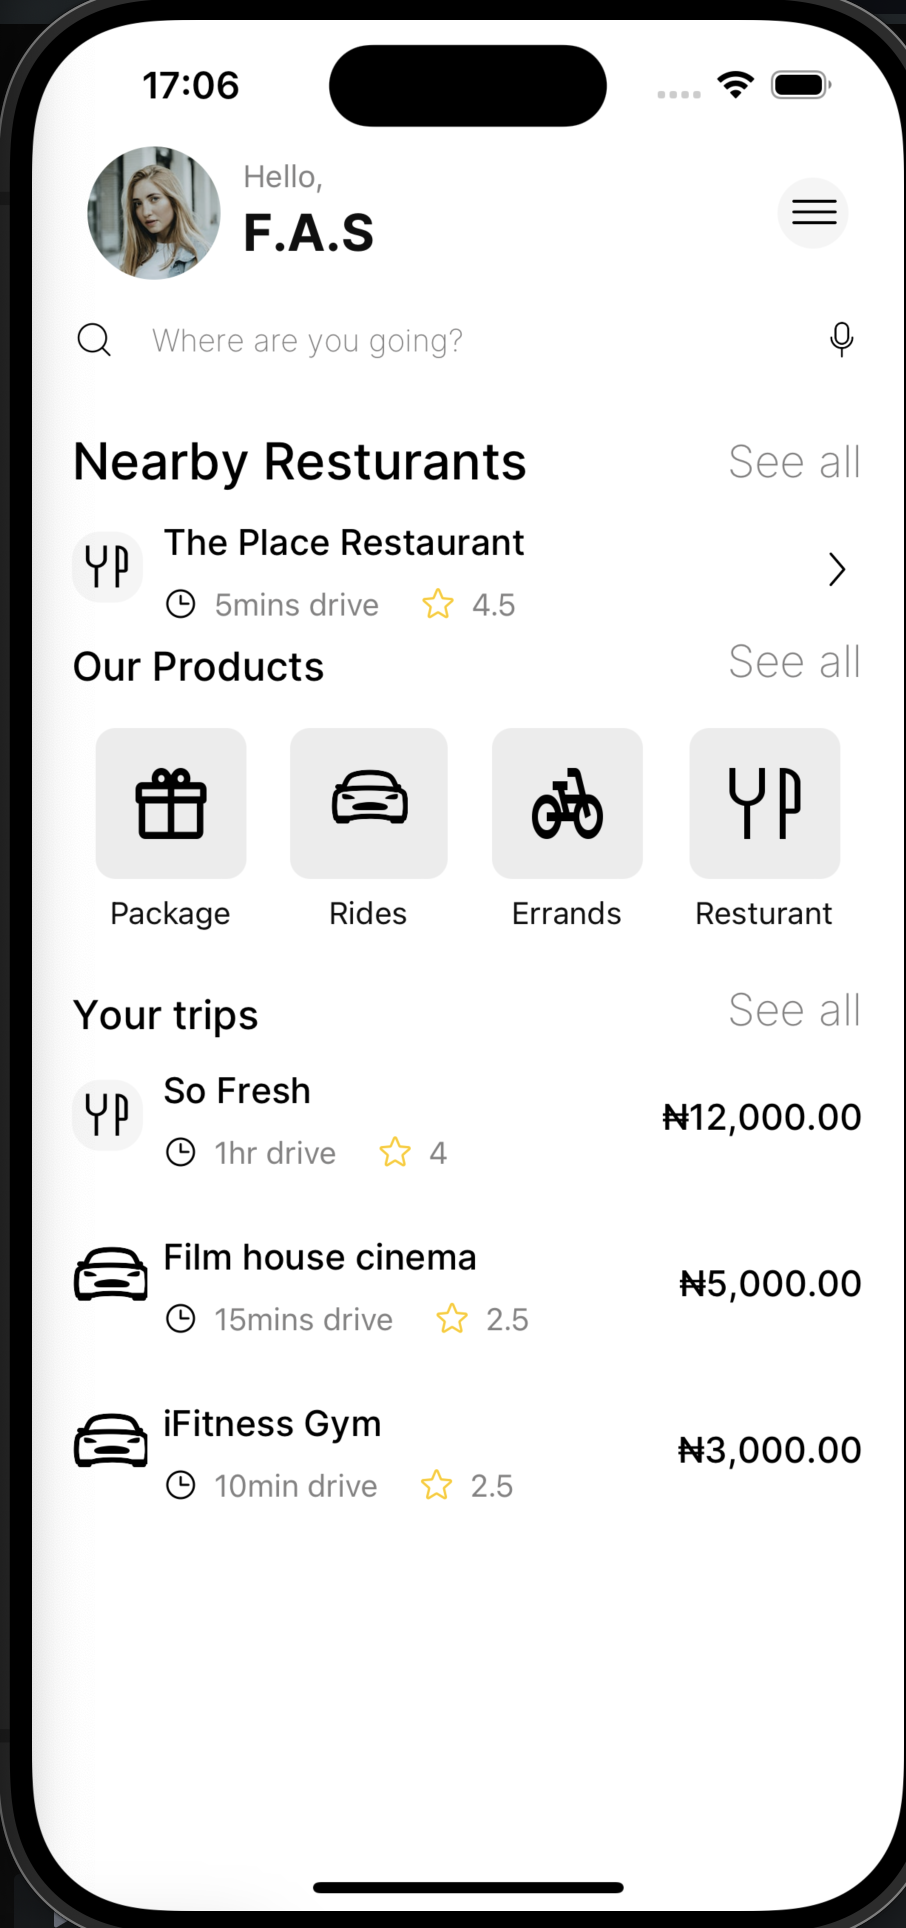 17:06
Hello,
F.A.S
Where are you going?
Nearby Resturants See all
The Place Restaurant
5mins drive 4.5
Our Products See all
Package Rides Errands Resturant
Your trips See all
So Fresh
₦12,000.00
1hr drive 4
Film house cinema
₦5,000.00
15mins drive 2.5
iFitness Gym
₦3,000.00
10min drive 2.5